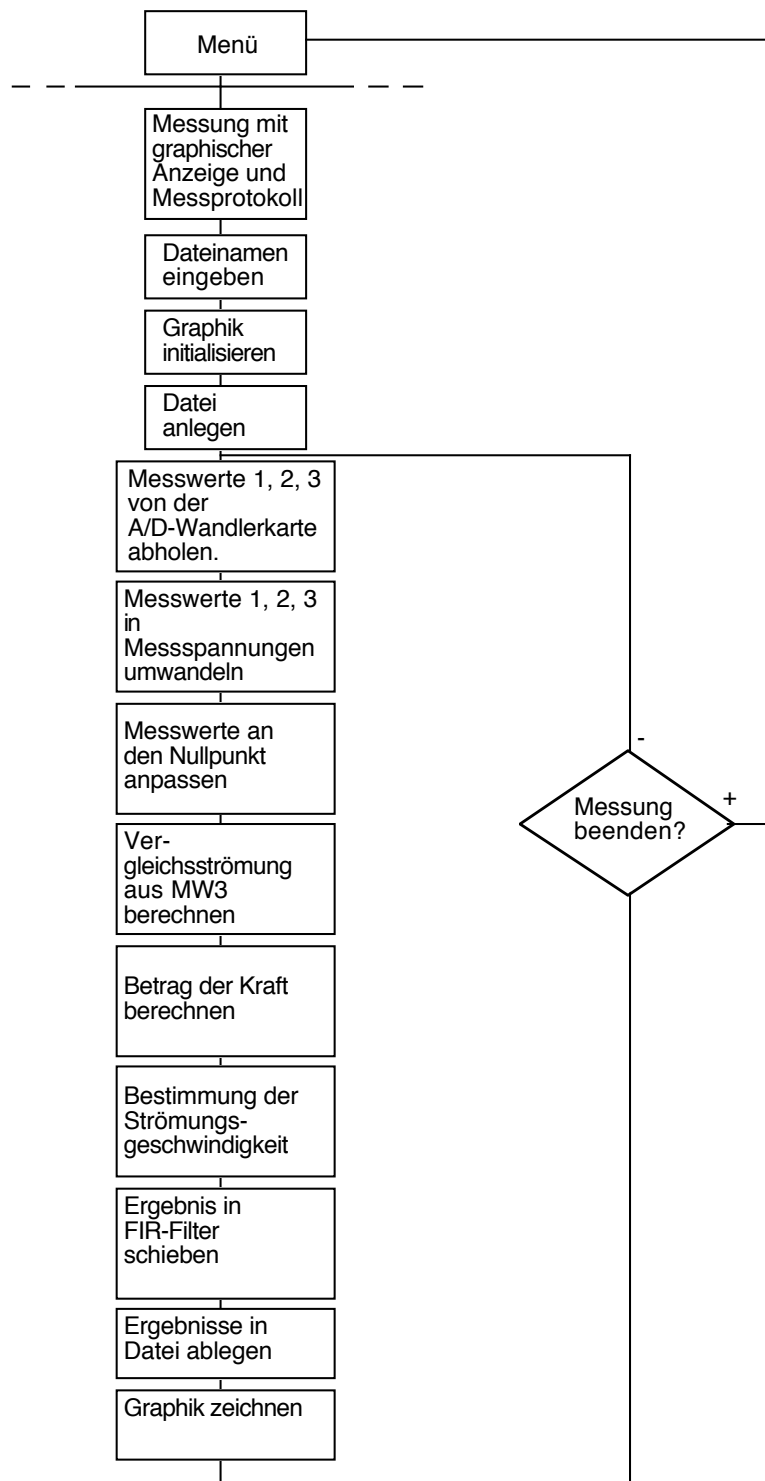 Menü
Messung mit
graphischer
Anzeige und
Messprotokoll
Dateinamen
eingeben
Graphik
initialisieren
Datei
anlegen
Messwerte 1, 2, 3
von der
A/D-Wandlerkarte
abholen.
Messwerte 1, 2, 3
in
Messspannungen
umwandeln
Messwerte an
den Nullpunkt
anpassen
Ver-
gleichsströmung
aus MW3
berechnen
Betrag der Kraft
berechnen
Bestimmung der
Strömungs-
geschwindigkeit
Ergebnis in
FIR-Filter
schieben
Ergebnisse in
Datei ablegen
Graphik zeichnen
-
+
Messung
beenden?